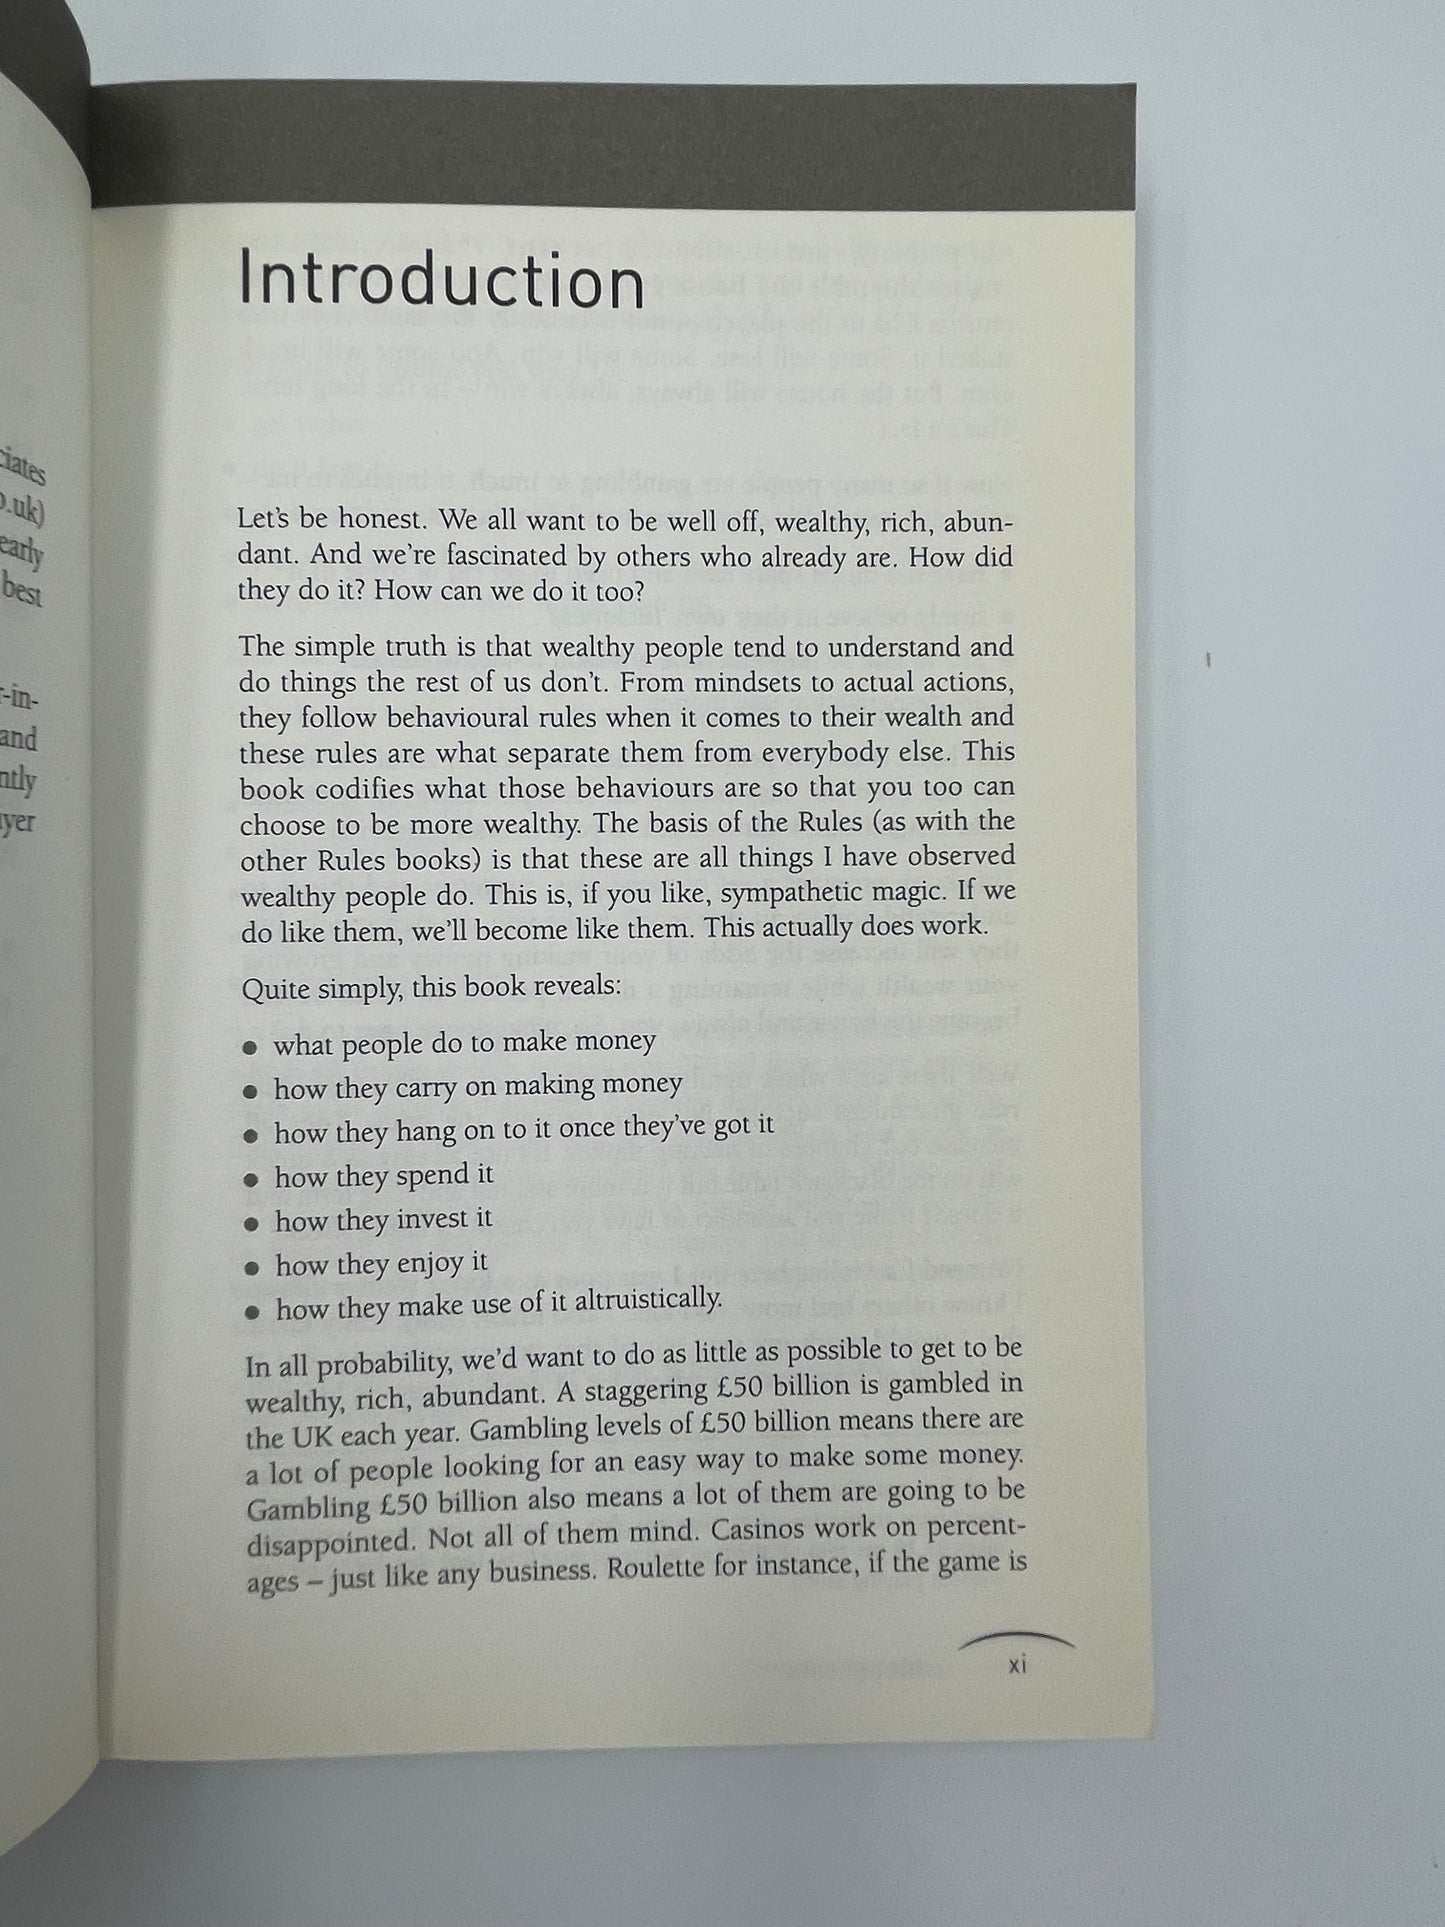 ciates
o.uk)
early
best
r-in-
and
ntly
yer
Introduction
Let's be honest. We all want to be well off, wealthy, rich, abun-
dant. And we're fascinated by others who already are. How did
they do it? How can we do it too?
The simple truth is that wealthy people tend to understand and
do things the rest of us don't. From mindsets to actual actions,
they follow behavioural rules when it comes to their wealth and
these rules are what separate them from everybody else. This
book codifies what those behaviours are so that you too can
choose to be more wealthy. The basis of the Rules (as with the
other Rules books) is that these are all things I have observed
wealthy people do. This is, if you like, sympathetic magic. If we
do like them, we'll become like them. This actually does work.
Quite simply, this book reveals:
● what people do to make money
● how they carry on making money
● how they hang on to it once they've got it
● how they spend it
● how they invest it
● how they enjoy it
● how they make use of it altruistically.
In all probability, we'd want to do as little as possible to get to be
wealthy, rich, abundant. A staggering £50 billion is gambled in
the UK each year. Gambling levels of £50 billion means there are
a lot of people looking for an easy way to make some money.
Gambling £50 billion also means a lot of them are going to be
disappointed. Not all of them mind. Casinos work on percent-
ages – just like any business. Roulette for instance, if the game is
xi